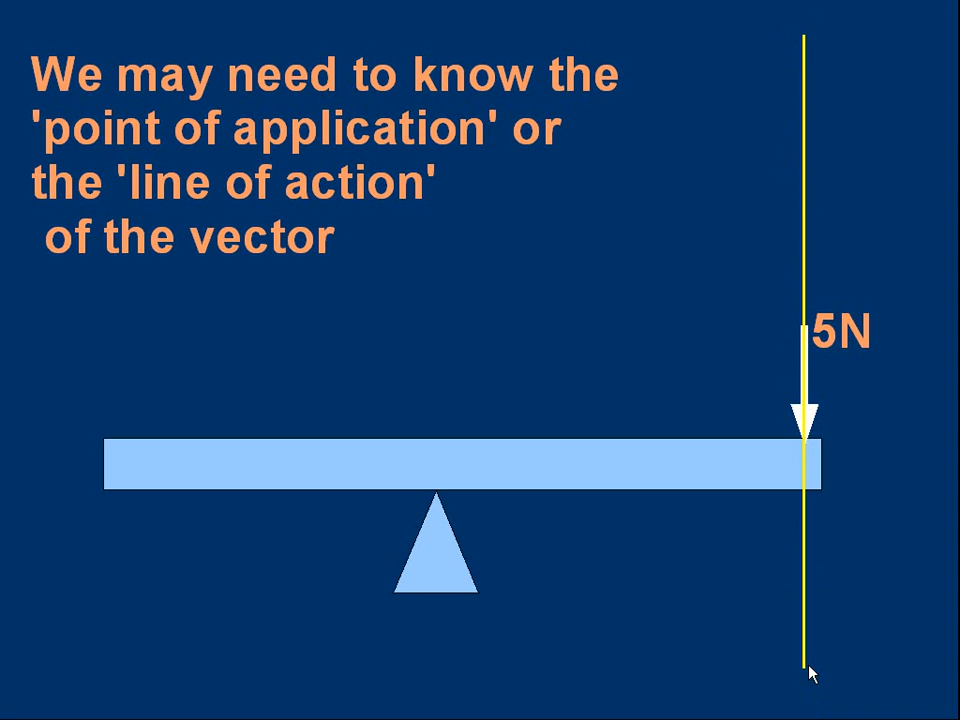 We may need to know the
'point of application' or
the 'line of action'
of the vector
5N